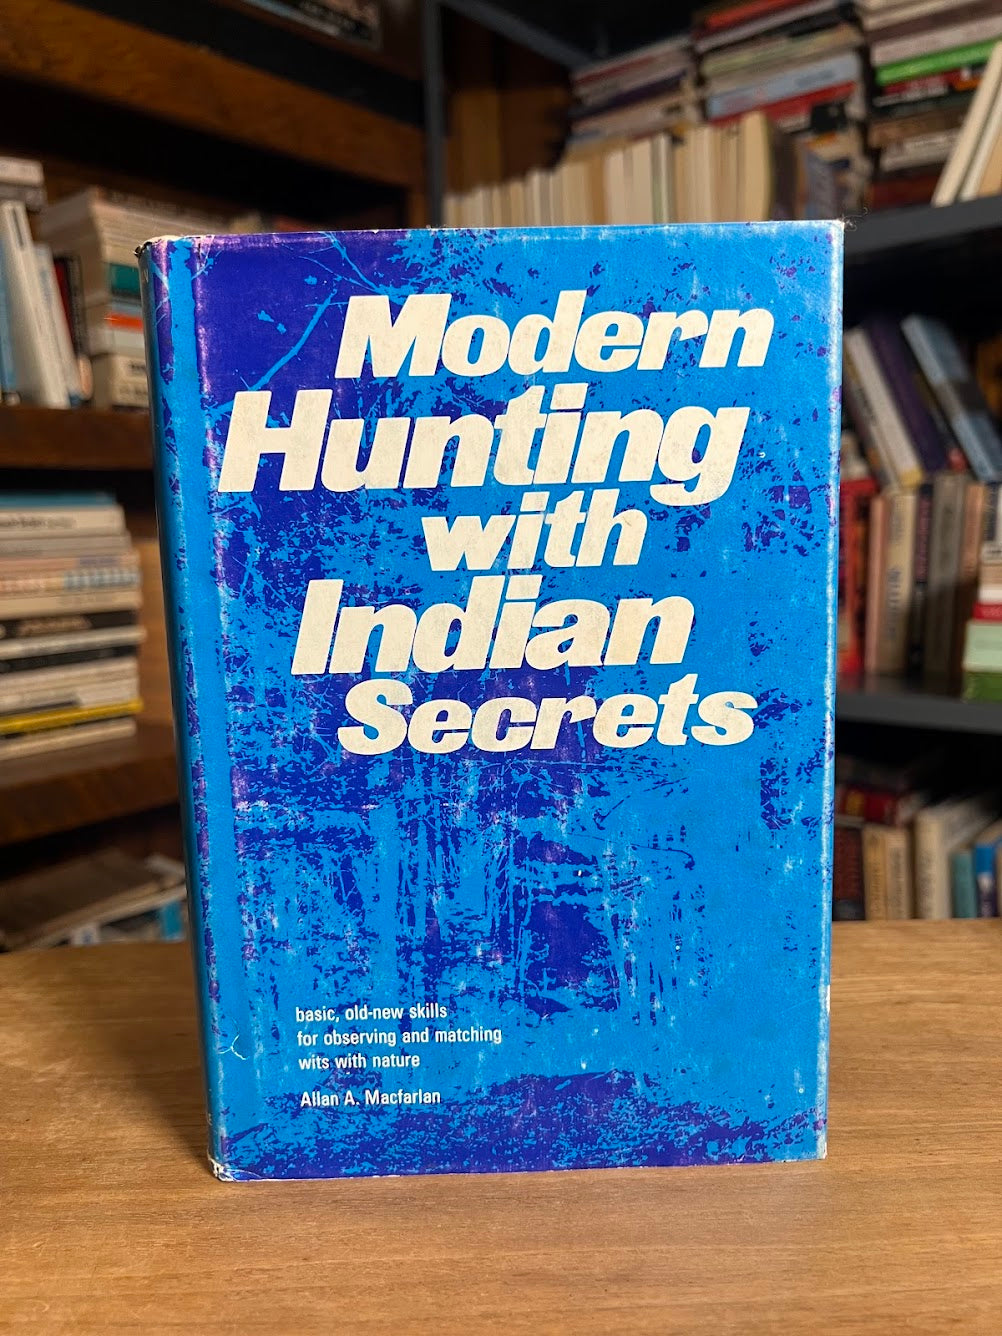 Modern
Hunting
with
Indian
Secrets
basic, old-new skills
for observing and matching
wits with nature
Allan A. Macfarlan